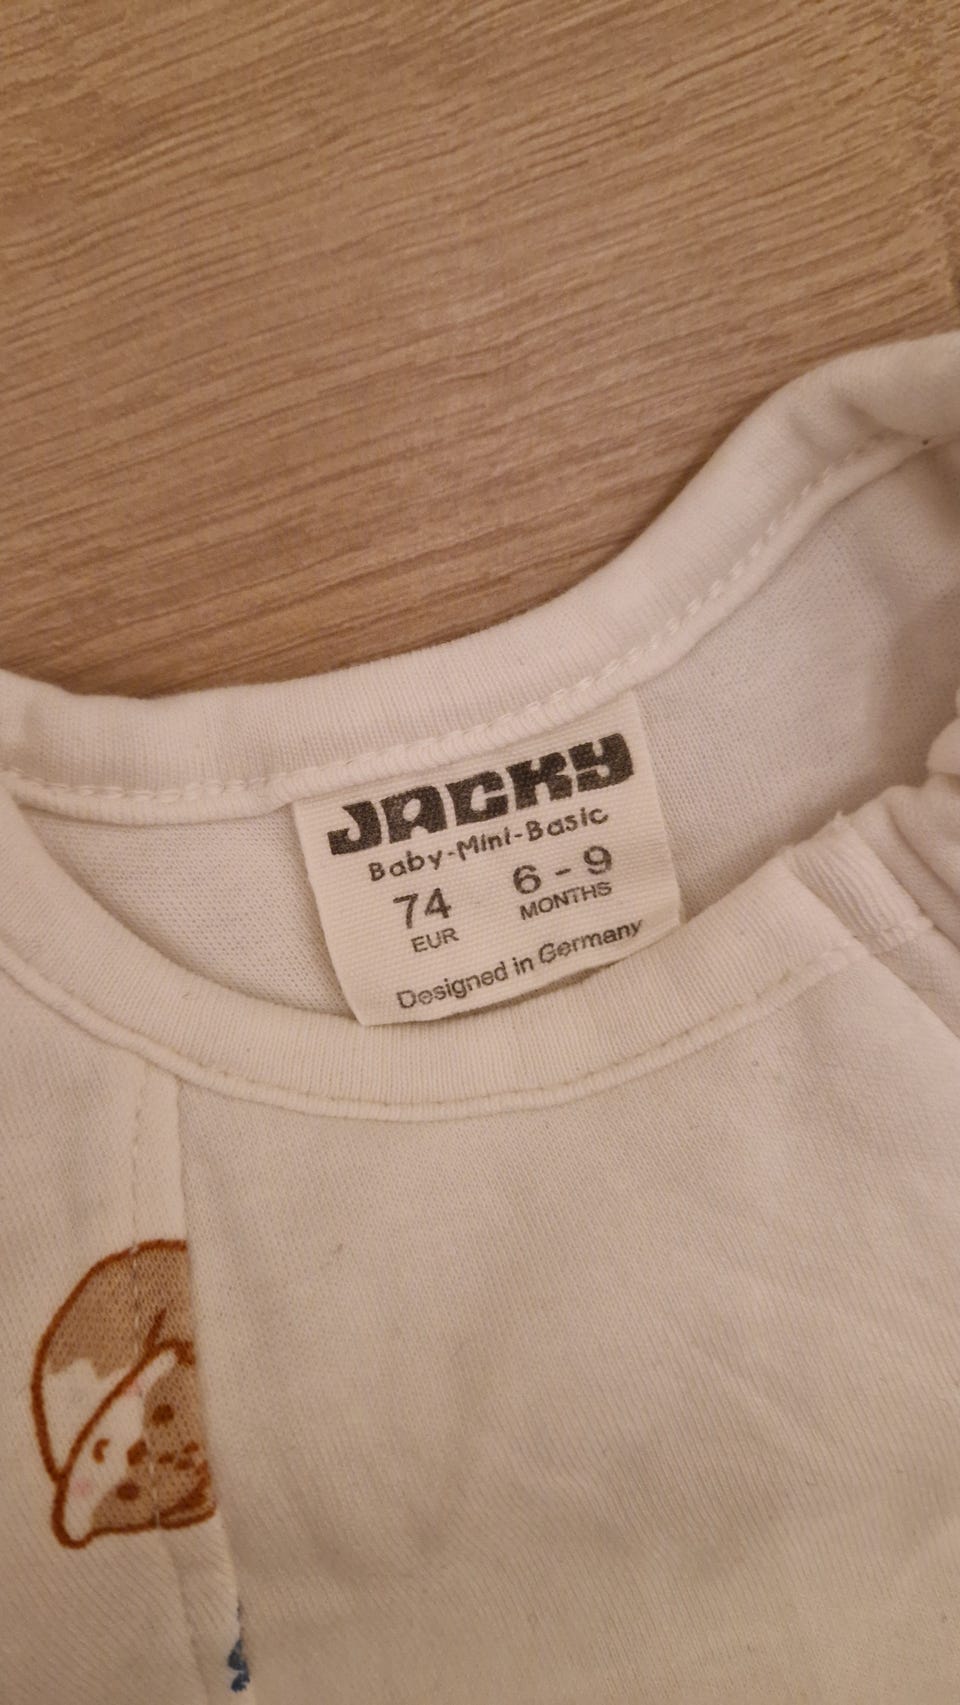 JACKY
Baby-Mini-Basic
74 6 - 9
EUR MONTHS
Designed in Germany